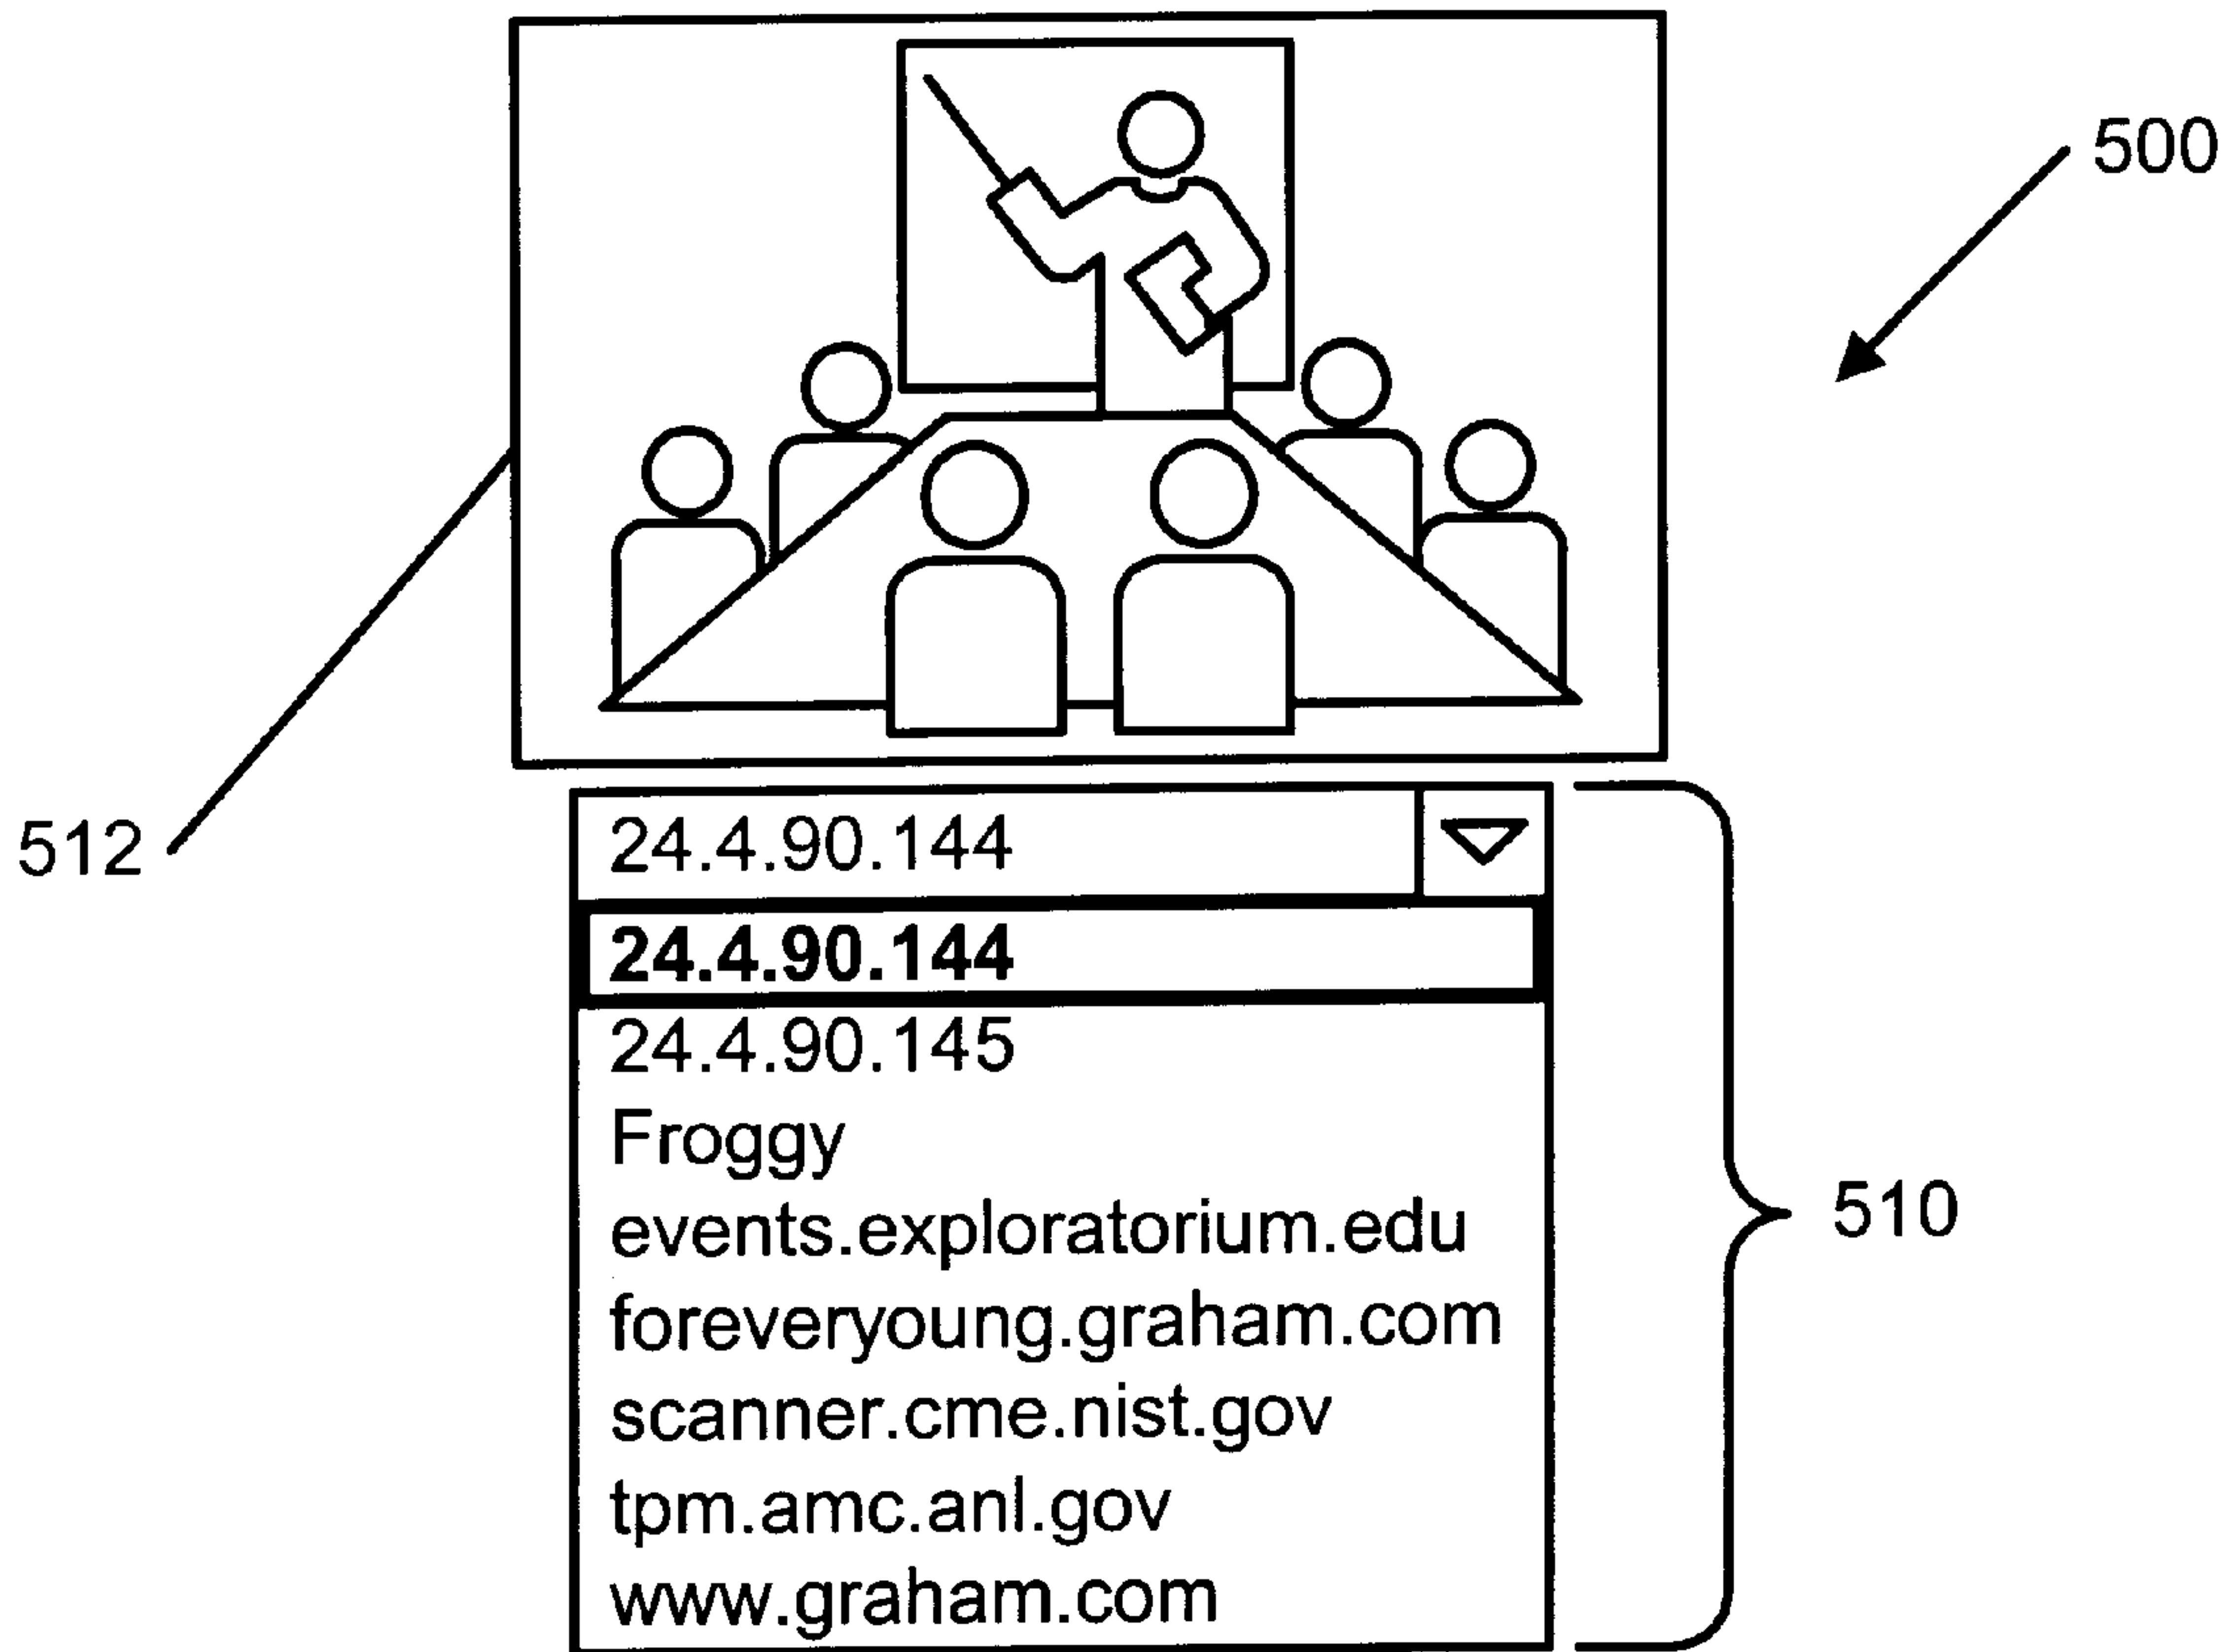 500
512
24.4.90.144
24.4.90.144
24.4.90.145
Froggy
events.exploratorium.edu
510
foreveryoung.graham.com
scanner.cme.nist.gov
tpm.amc.anl.gov
www.graham.com